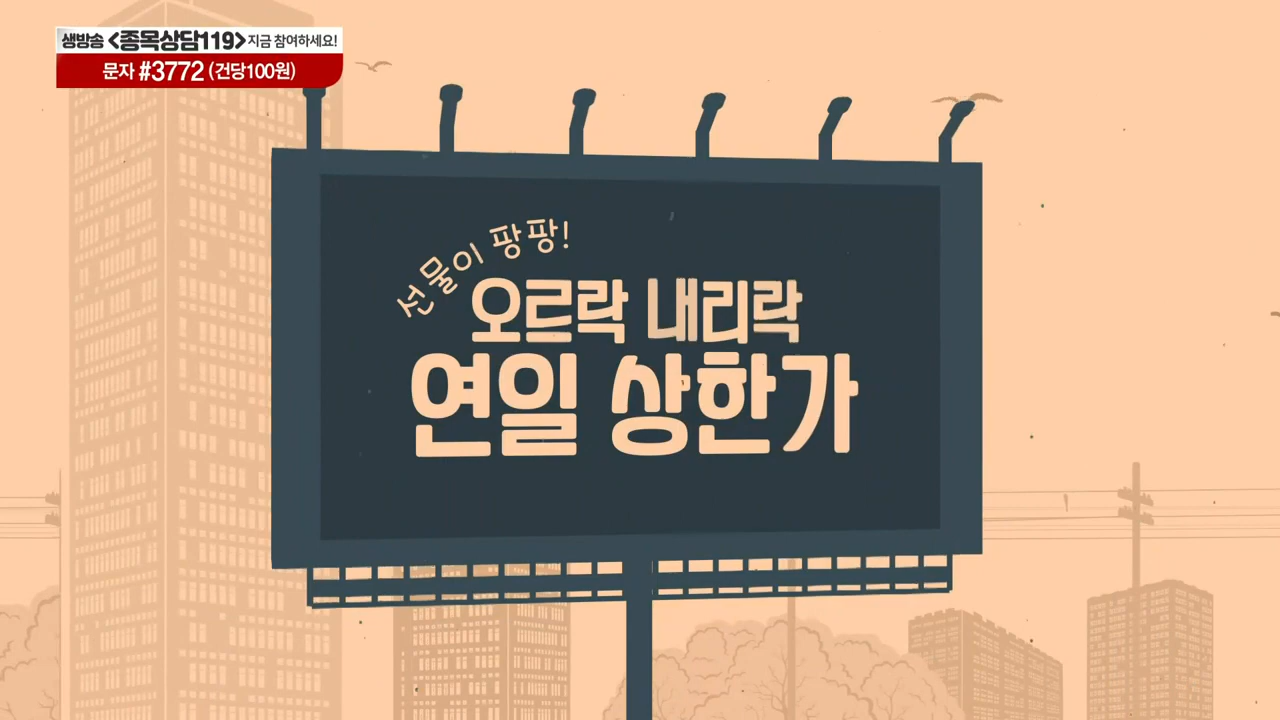 생방송 <종목상담119> 지금 참여하세요!
문자 #3772 (건당100원)
선물이 팡팡!
오르락 내리락
연일 상한가